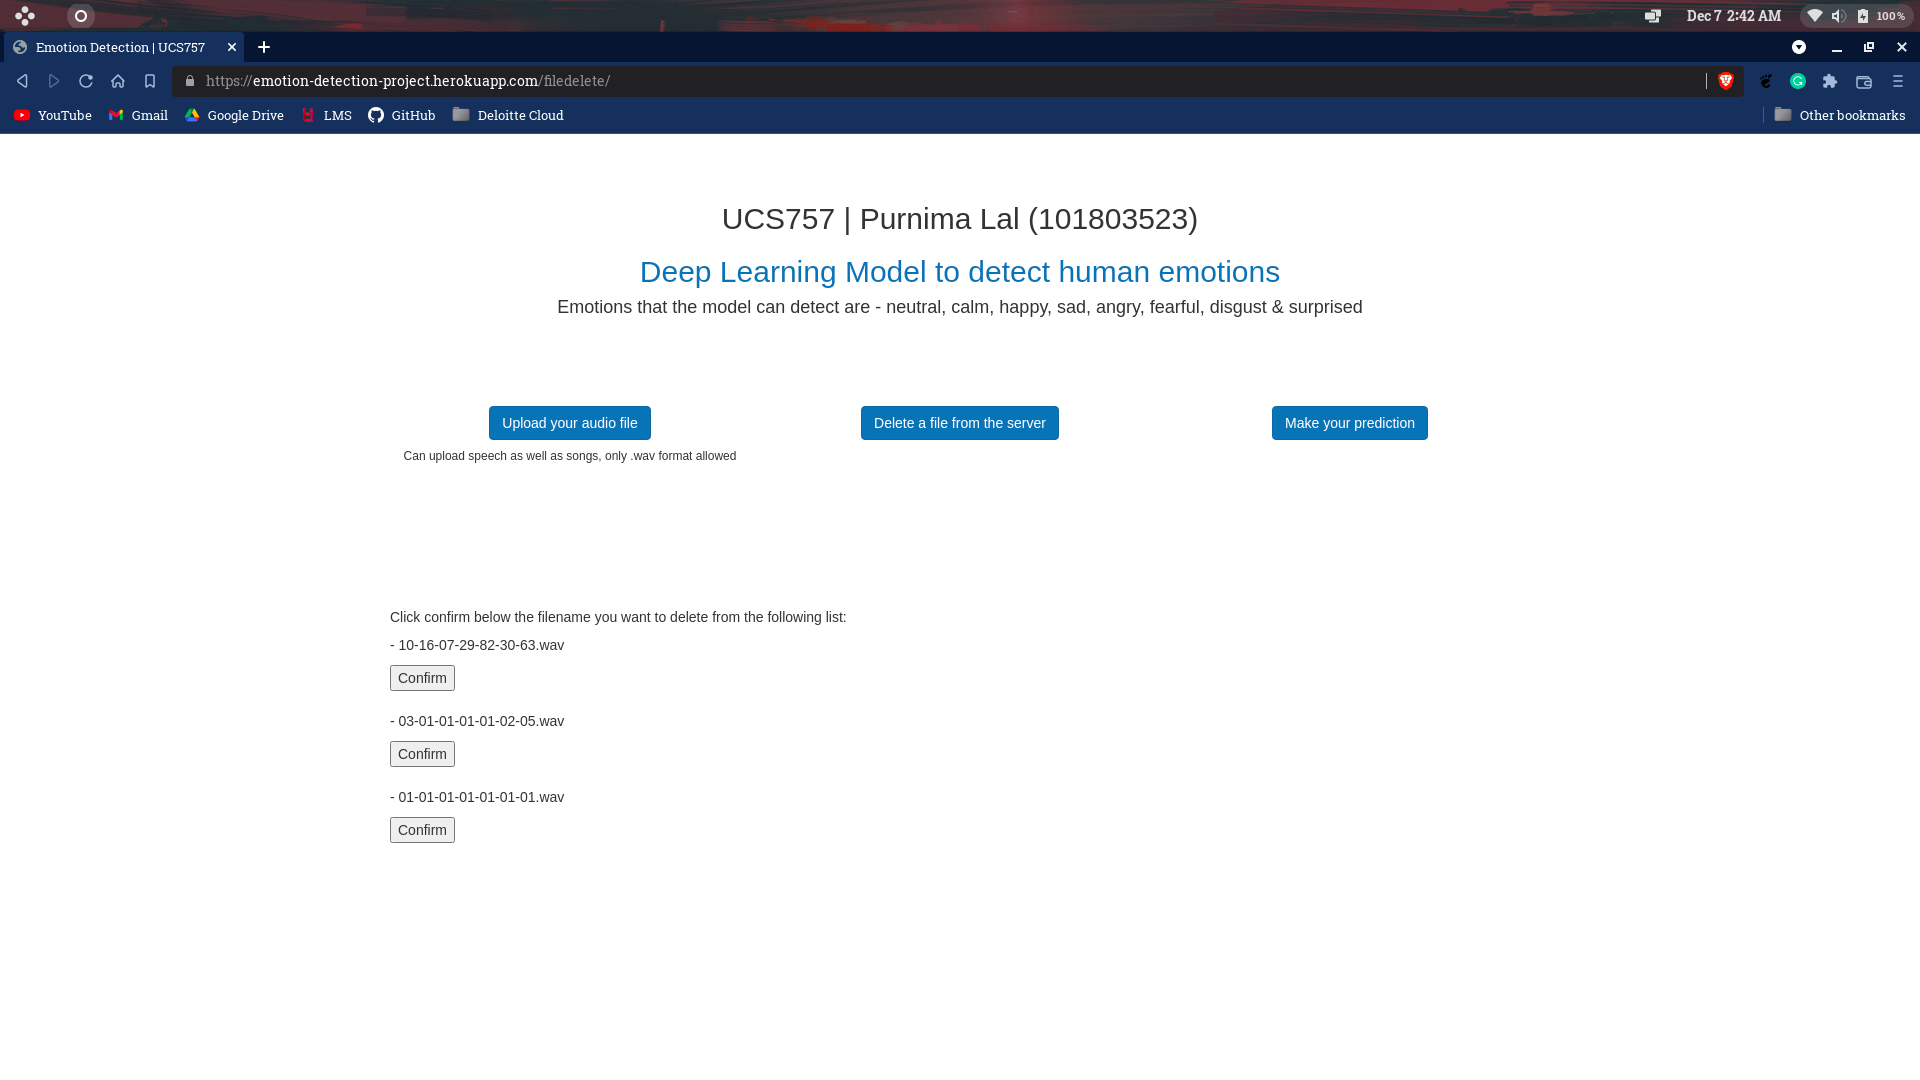 Dec 7 2:42 AM
100%
Emotion Detection | UCS757
https://emotion-detection-project.herokuapp.com/filedelete/
YouTube
Gmail
Google Drive
LMS
GitHub
Deloitte Cloud
Other bookmarks
UCS757 | Purnima Lal (101803523)
Deep Learning Model to detect human emotions
Emotions that the model can detect are - neutral, calm, happy, sad, angry, fearful, disgust & surprised
Upload your audio file
Delete a file from the server
Make your prediction
Can upload speech as well as songs, only .wav format allowed
Click confirm below the filename you want to delete from the following list:
- 10-16-07-29-82-30-63.wav
Confirm
- 03-01-01-01-01-02-05.wav
Confirm
- 01-01-01-01-01-01-01.wav
Confirm